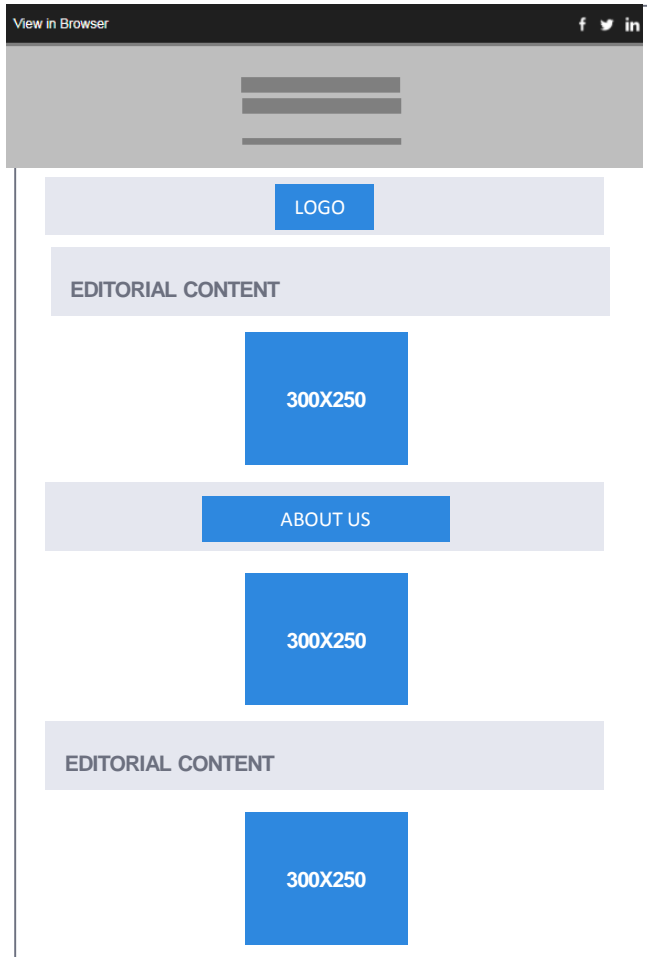 View in Browser
LOGO
EDITORIAL CONTENT
300X250
ABOUT US
300X250
EDITORIAL CONTENT
300X250